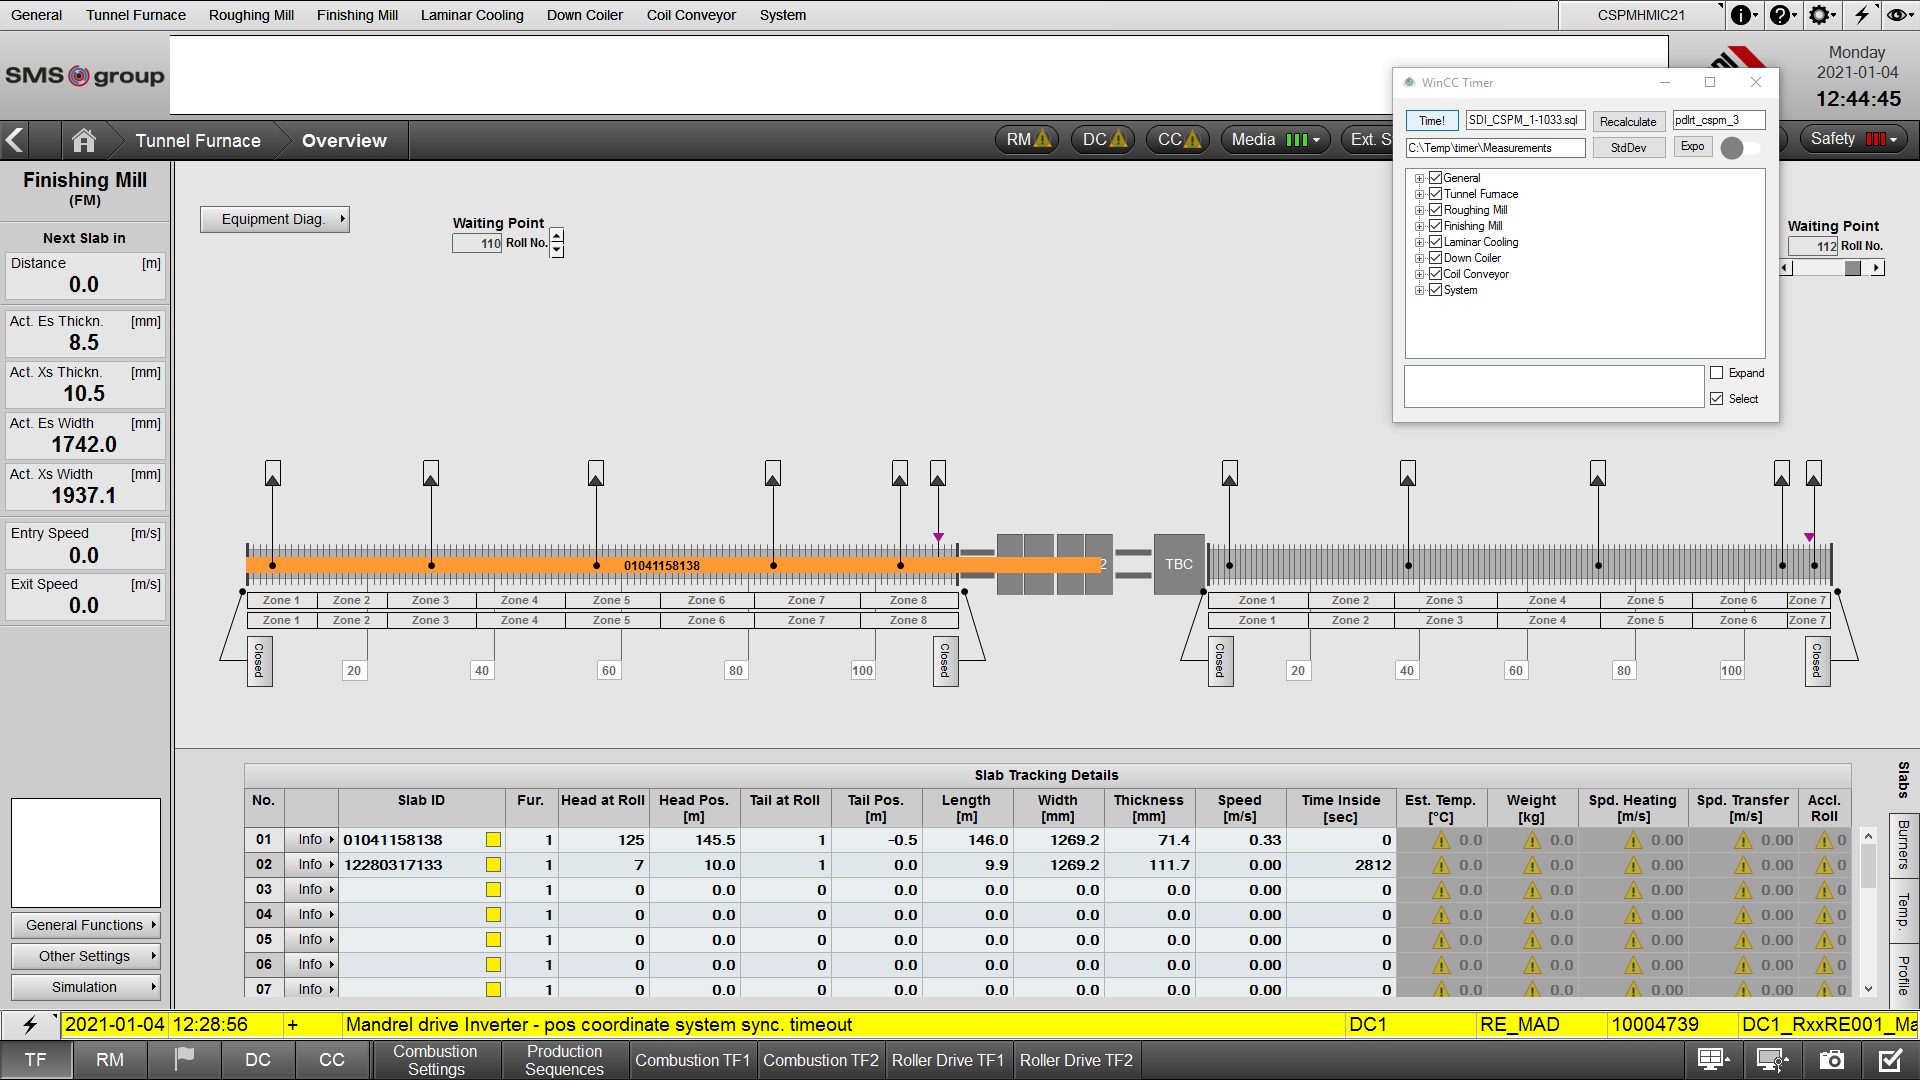 General Tunnel Furnace Roughing Mill Finishing Mill Laminar Cooling Down Coiler Coil Conveyor System CSPMHMIC21
SMS group
Monday
2021-01-04
12:44:45
Tunnel Furnace Overview RM DC CC Media Ext. S Safety
WinCC Timer
Time! SDI_CSPM_1-1033.sql Recalculate pdlrt_cspm_3
C:\Temp\timer\Measurements StdDev Expo
General
Tunnel Furnace
Roughing Mill
Finishing Mill
Laminar Cooling
Down Coiler
Coil Conveyor
System
Expand
Select
Finishing Mill
(FM)
Next Slab in
Distance [m]
0.0
Act. Es Thickn. [mm]
8.5
Act. Xs Thickn. [mm]
10.5
Act. Es Width [mm]
1742.0
Act. Xs Width [mm]
1937.1
Entry Speed [m/s]
0.0
Exit Speed [m/s]
0.0
General Functions
Other Settings
Simulation
Equipment Diag.
Waiting Point
110 Roll No.
Waiting Point
112 Roll No.
01041158138 2 TBC
Zone 1 Zone 2 Zone 3 Zone 4 Zone 5 Zone 6 Zone 7 Zone 8 Zone 1 Zone 2 Zone 3 Zone 4 Zone 5 Zone 6 Zone 7
Zone 1 Zone 2 Zone 3 Zone 4 Zone 5 Zone 6 Zone 7 Zone 8 Zone 1 Zone 2 Zone 3 Zone 4 Zone 5 Zone 6 Zone 7
Closed 20 40 60 80 100 Closed Closed 20 40 60 80 100 Closed
Slab Tracking Details
No. Slab ID Fur. Head at Roll Head Pos. [m] Tail at Roll Tail Pos. [m] Length [m] Width [mm] Thickness [mm] Speed [m/s] Time Inside [sec] Est. Temp. [°C] Weight [kg] Spd. Heating [m/s] Spd. Transfer [m/s] Accl. Roll
01 Info 01041158138 1 125 145.5 1 -0.5 146.0 1269.2 71.4 0.33 0 0.0 0.0 0.00 0.00 0
02 Info 12280317133 1 7 10.0 1 0.0 9.9 1269.2 111.7 0.00 2812 0.0 0.0 0.00 0.00 0
03 Info 1 0 0.0 0 0.0 0.0 0.0 0.0 0.00 0 0.0 0.0 0.00 0.00 0
04 Info 1 0 0.0 0 0.0 0.0 0.0 0.0 0.00 0 0.0 0.0 0.00 0.00 0
05 Info 1 0 0.0 0 0.0 0.0 0.0 0.0 0.00 0 0.0 0.0 0.00 0.00 0
06 Info 1 0 0.0 0 0.0 0.0 0.0 0.0 0.00 0 0.0 0.0 0.00 0.00 0
07 Info 1 0 0.0 0 0.0 0.0 0.0 0.0 0.00 0 0.0 0.0 0.00 0.00 0
Slabs
Burners
Temp.
Profile
2021-01-04 12:28:56 + Mandrel drive Inverter - pos coordinate system sync. timeout DC1 RE_MAD 10004739 DC1_RxxRE001_Ma
TF RM DC CC Combustion Settings Production Sequences Combustion TF1 Combustion TF2 Roller Drive TF1 Roller Drive TF2